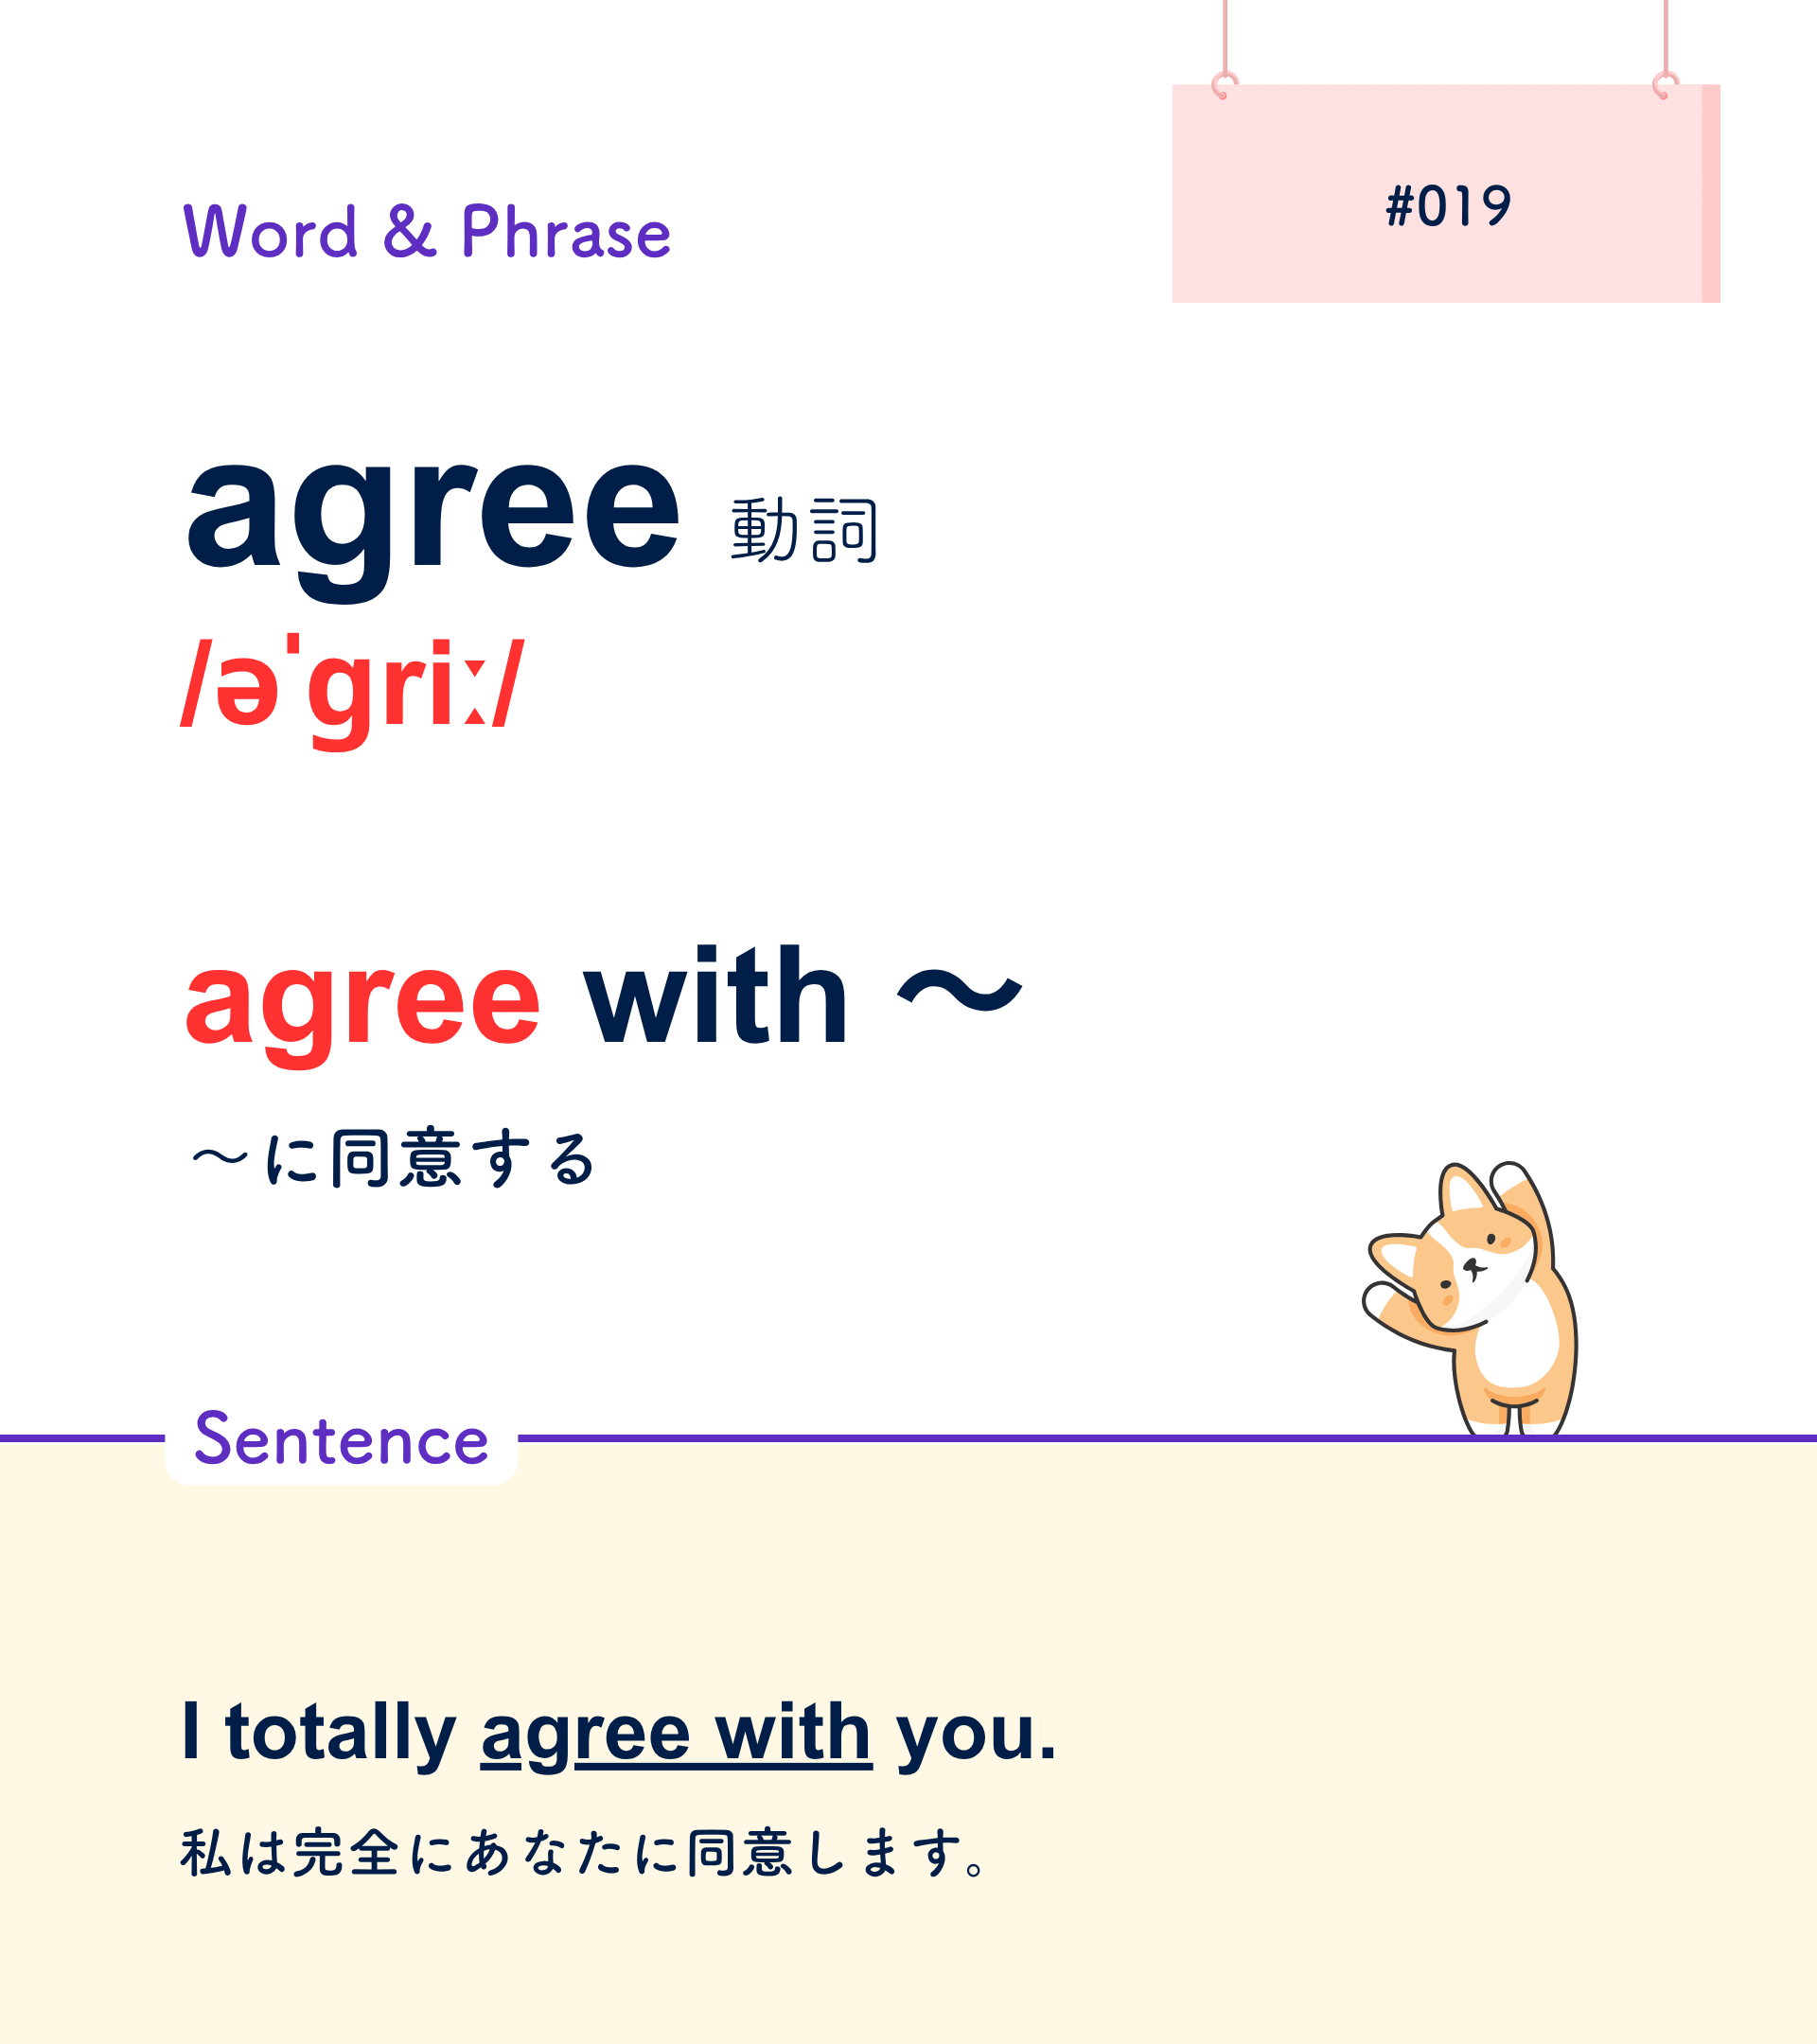 #019
Word & Phrase
agree 動詞
/əˈɡriː/
agree with 〜
〜に同意する
Sentence
I totally agree with you.
私は完全にあなたに同意します。